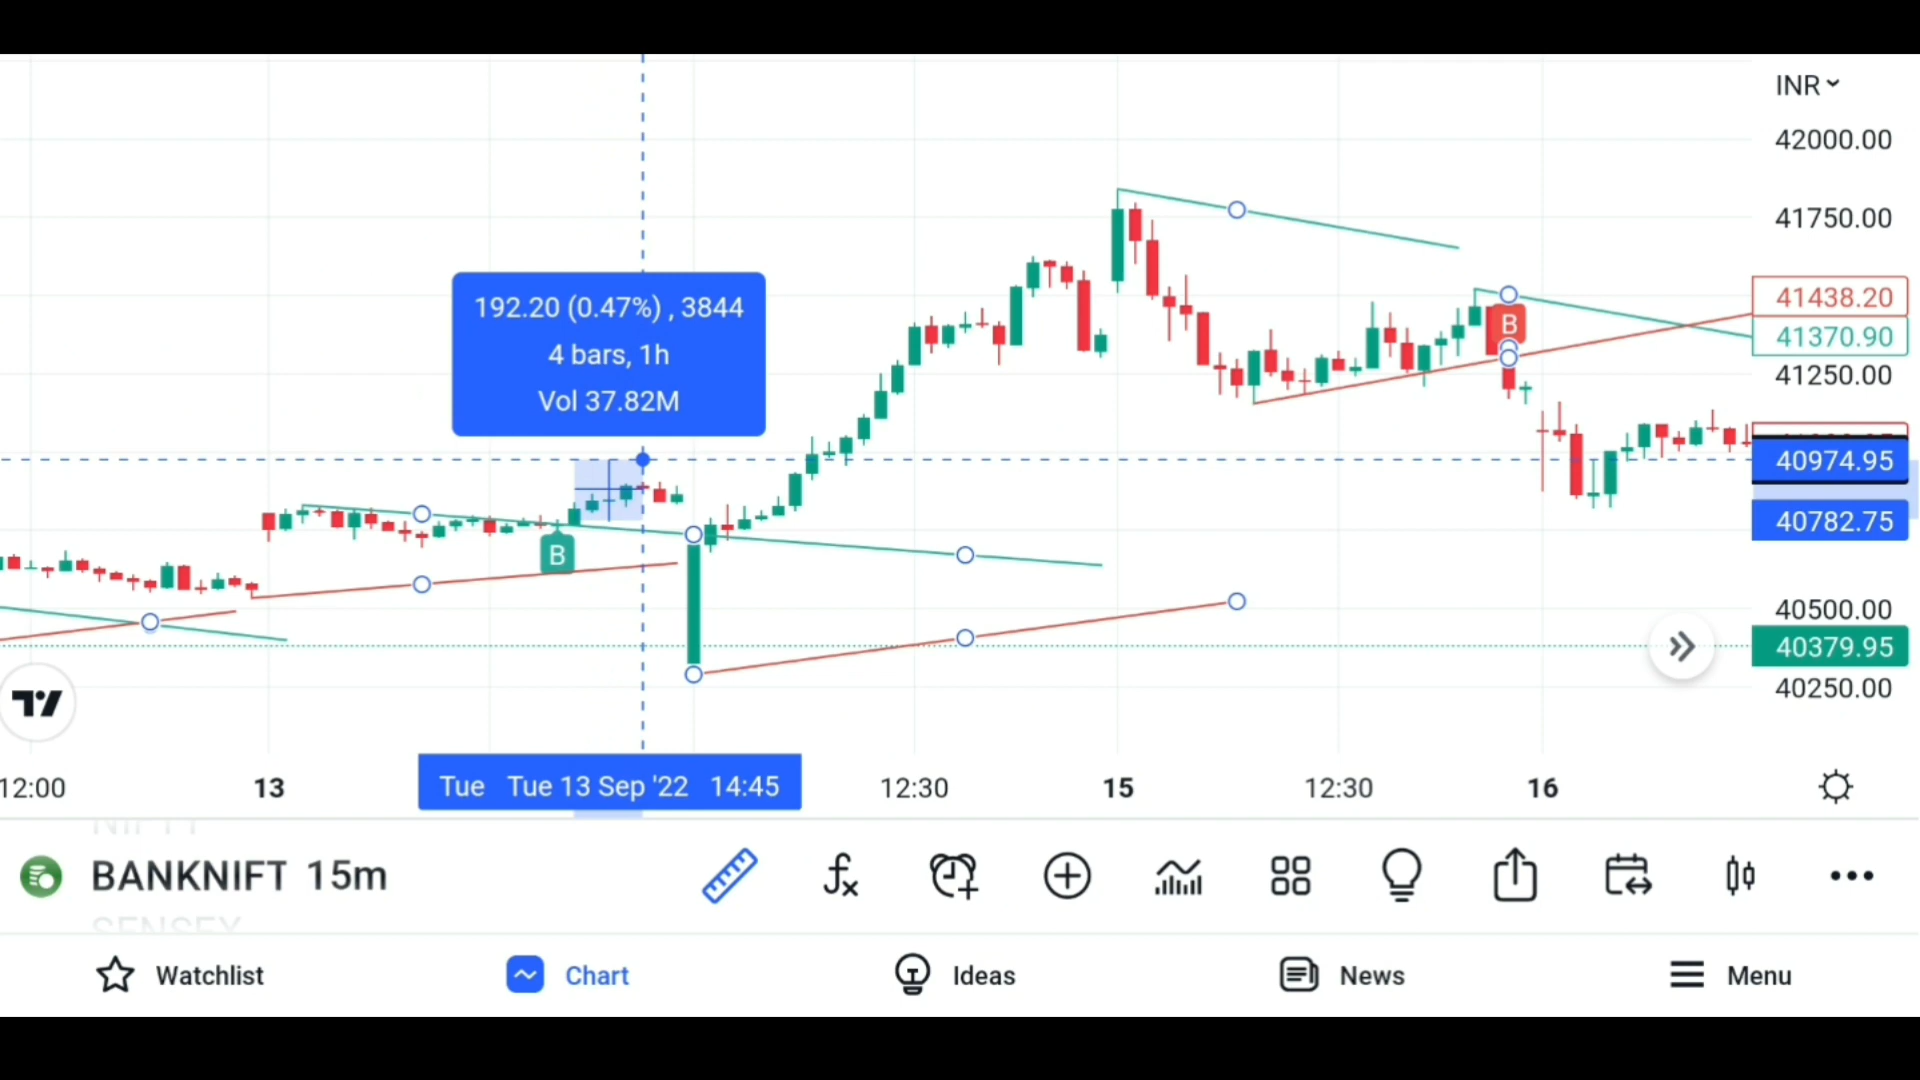 INR
42000.00
41750.00
41438.20
41370.90
41250.00
40974.95
40782.75
40500.00
40379.95
40250.00
192.20 (0.47%) , 3844
4 bars, 1h
Vol 37.82M
B
B
12:00
13
Tue Tue 13 Sep '22 14:45
12:30
15
12:30
16
NIFTY
BANKNIFT 15m
SENSEX
Watchlist
Chart
Ideas
News
Menu